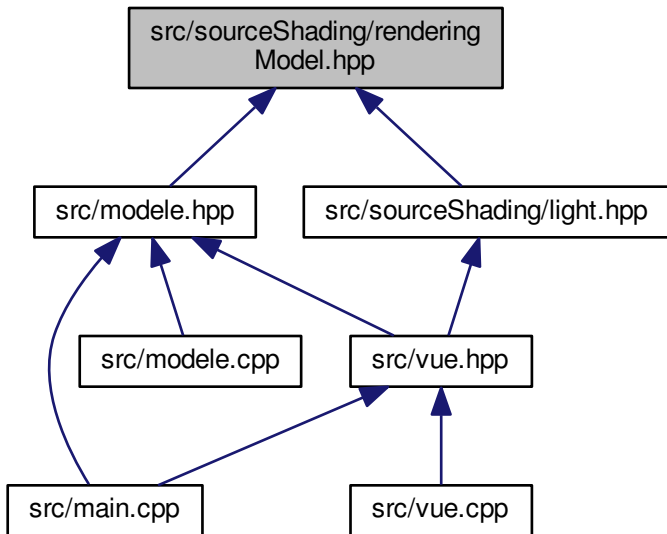 src/sourceShading/rendering
Model.hpp
src/modele.hpp
src/sourceShading/light.hpp
src/modele.cpp
src/vue.hpp
src/main.cpp
src/vue.cpp